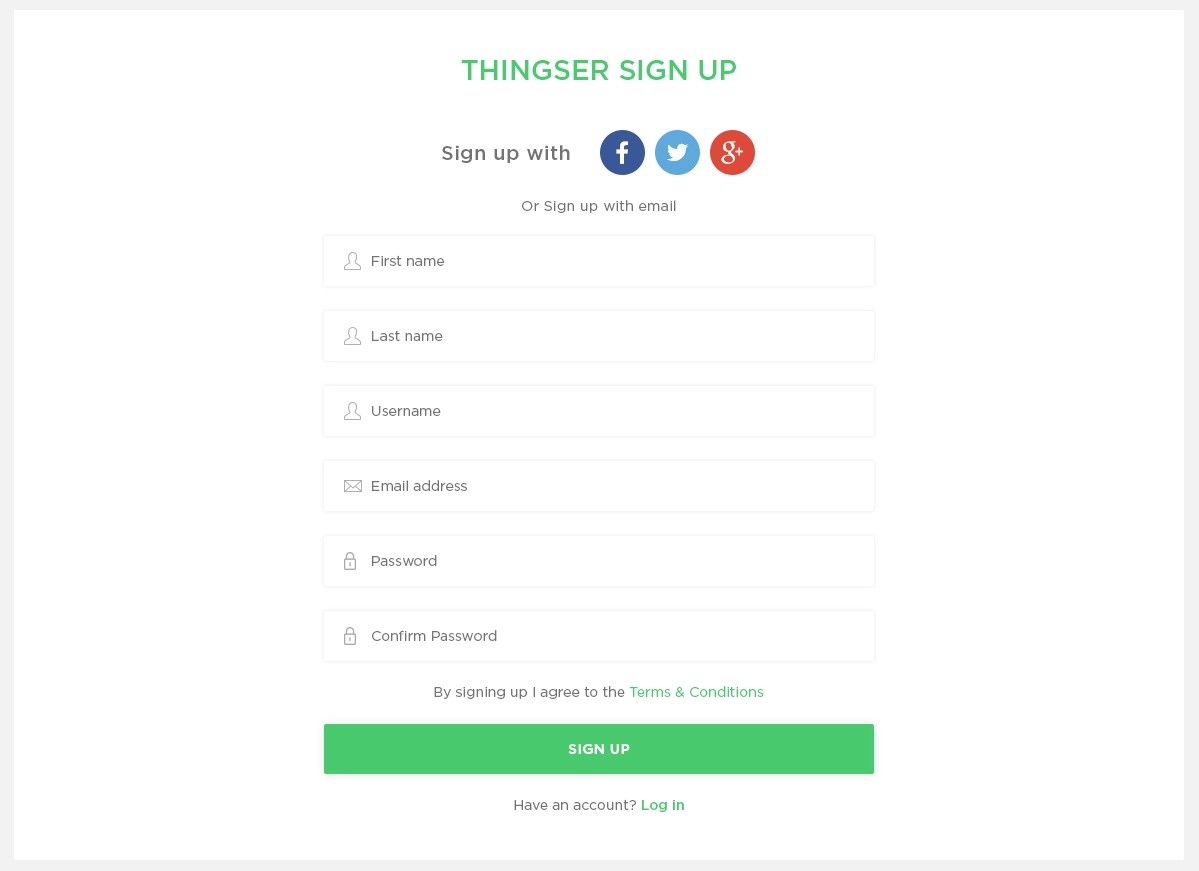 THINGSER SIGN UP
Sign up with
Or Sign up with email
First name
Last name
Username
Email address
Password
Confirm Password
By signing up I agree to the Terms & Conditions
SIGN UP
Have an account? Log in